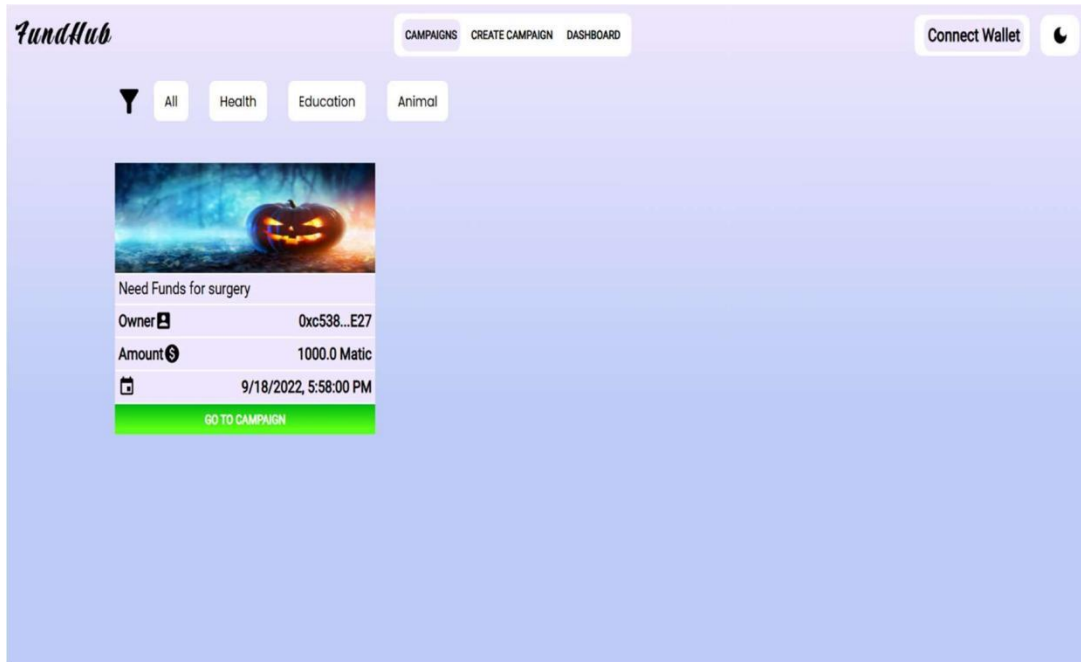 FundHub
CAMPAIGNS CREATE CAMPAIGN DASHBOARD
Connect Wallet
All Health Education Animal
Need Funds for surgery
Owner 0xc538...E27
Amount 1000.0 Matic
9/18/2022, 5:58:00 PM
GO TO CAMPAIGN